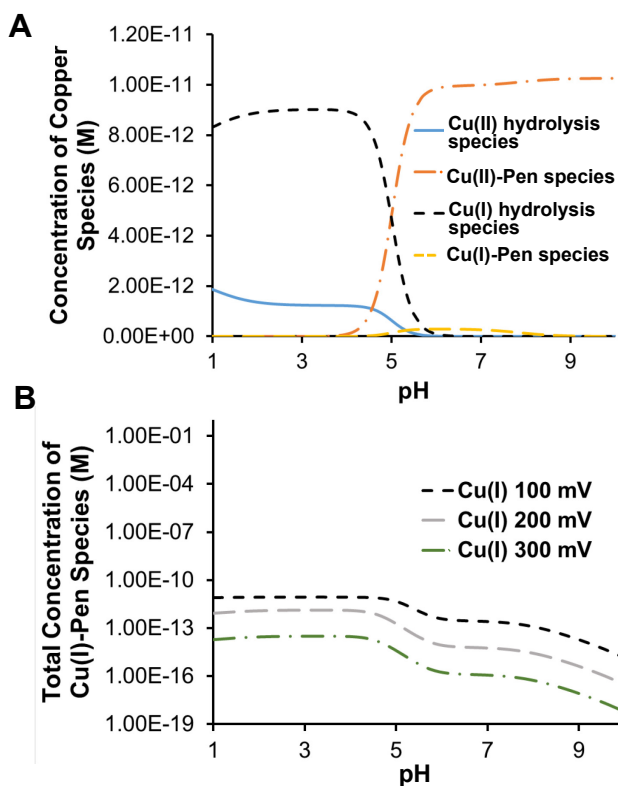 A
Concentration of Copper
Species (M)
1.20E-11
1.00E-11
8.00E-12
6.00E-12
4.00E-12
2.00E-12
0.00E+00
Cu(II) hydrolysis
species
Cu(II)-Pen species
Cu(I) hydrolysis
species
Cu(I)-Pen species
1 3 5 7 9
pH
B
Total Concentration of
Cu(I)-Pen Species (M)
1.00E-01
1.00E-04
1.00E-07
1.00E-10
1.00E-13
1.00E-16
1.00E-19
Cu(I) 100 mV
Cu(I) 200 mV
Cu(I) 300 mV
1 3 5 7 9
pH